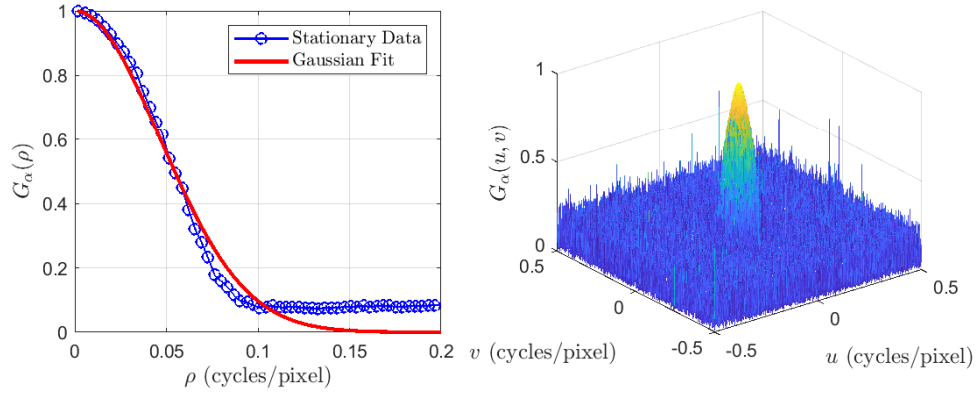 1
0.8
0.6
0.4
0.2
0
G_α(ρ)
0
0.05
0.1
0.15
0.2
ρ (cycles/pixel)
Stationary Data
Gaussian Fit
1
0.5
0
G_α(u, v)
0.5
0
-0.5
v (cycles/pixel)
-0.5
0
0.5
u (cycles/pixel)